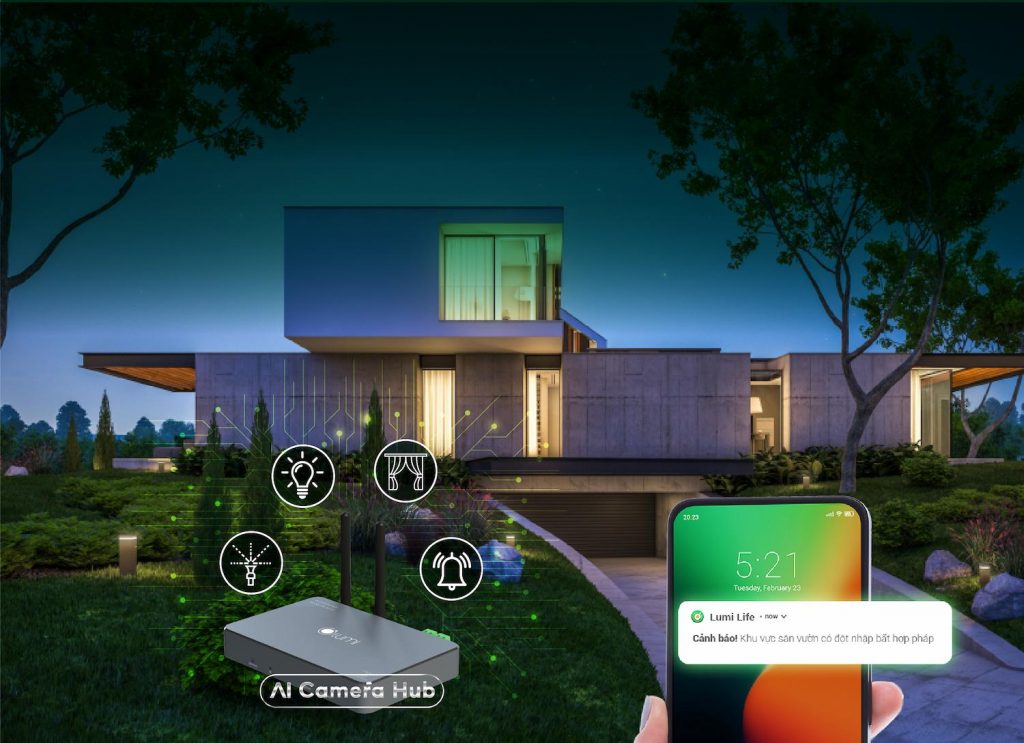 20:23
5:21
Tuesday, February 23
Lumi Life • now
Cảnh báo! Khu vực sân vườn có đột nhập bất hợp pháp
Lumi
AI Camera Hub